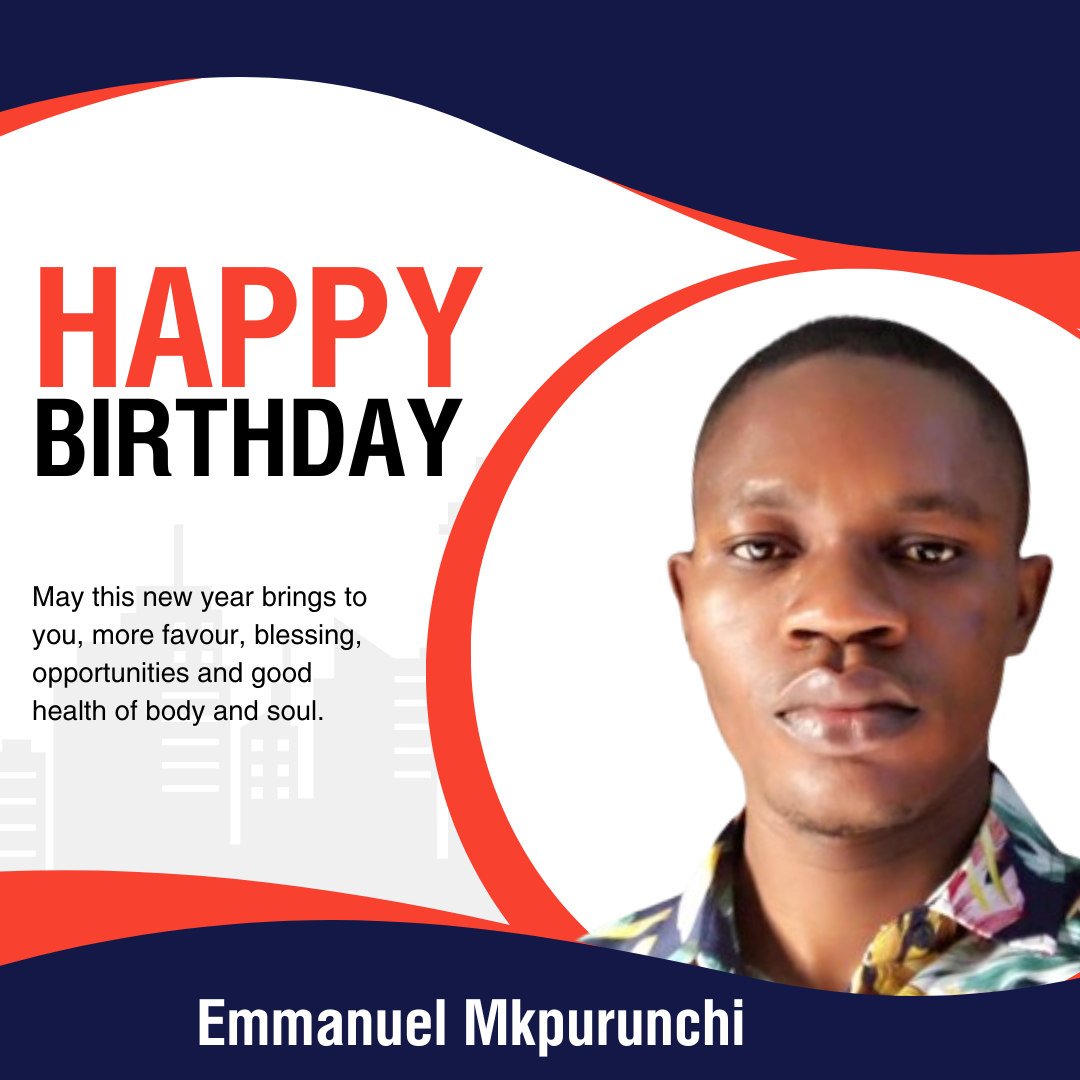 HAPPY
BIRTHDAY
May this new year brings to
you, more favour, blessing,
opportunities and good
health of body and soul.
Emmanuel Mkpurunchi